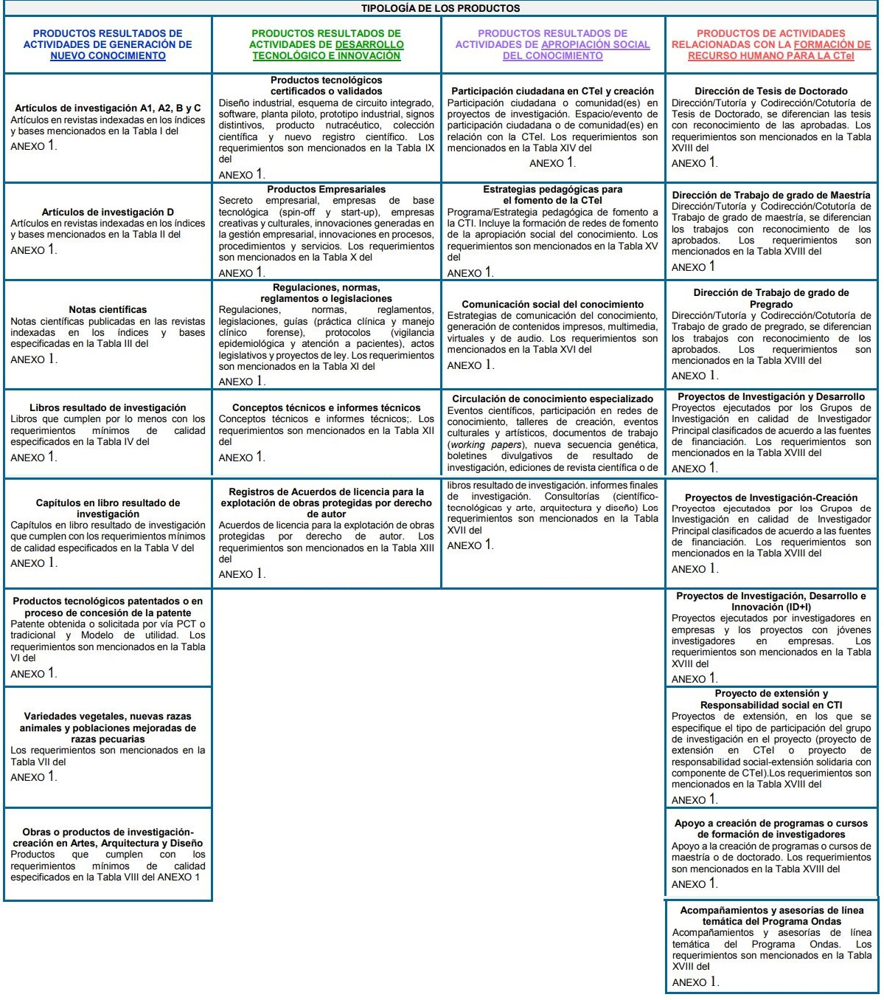 TIPOLOGÍA DE LOS PRODUCTOS
PRODUCTOS RESULTADOS DE
ACTIVIDADES DE GENERACIÓN DE
NUEVO CONOCIMIENTO
PRODUCTOS RESULTADOS DE
ACTIVIDADES DE DESARROLLO
TECNOLÓGICO E INNOVACIÓN
PRODUCTOS RESULTADOS DE
ACTIVIDADES DE APROPIACIÓN SOCIAL
DEL CONOCIMIENTO
PRODUCTOS DE ACTIVIDADES
RELACIONADAS CON LA FORMACIÓN DE
RECURSO HUMANO PARA LA CTeI
Artículos de investigación A1, A2, B y C
Artículos en revistas indexadas en los índices
y bases mencionados en la Tabla I del
ANEXO 1.
Productos tecnológicos
certificados o validados
Diseño industrial, esquema de circuito integrado,
software, planta piloto, prototipo industrial, signos
distintivos, producto nutracéutico, colección
científica y nuevo registro científico. Los
requerimientos son mencionados en la Tabla IX
del
ANEXO 1.
Participación ciudadana en CTeI y creación
Participación ciudadana o comunidad(es) en
proyectos de investigación. Espacio/evento de
participación ciudadana o de comunidad(es) en
relación con la CTeI. Los requerimientos son
mencionados en la Tabla XIV del
ANEXO 1.
Dirección de Tesis de Doctorado
Dirección/Tutoría y Codirección/Cotutoría de
Tesis de Doctorado, se diferencian las tesis
con reconocimiento de las aprobadas. Los
requerimientos son mencionados en la Tabla
XVIII del
ANEXO 1.
Artículos de investigación D
Artículos en revistas indexadas en los índices
y bases mencionados en la Tabla II del
ANEXO 1.
Productos Empresariales
Secreto empresarial, empresas de base
tecnológica (spin-off y start-up), empresas
creativas y culturales, innovaciones generadas en
la gestión empresarial, innovaciones en procesos,
procedimientos y servicios. Los requerimientos
son mencionados en la Tabla X del
ANEXO 1.
Estrategias pedagógicas para
el fomento de la CTeI
Programa/Estrategia pedagógica de fomento a
la CTI. Incluye la formación de redes de fomento
de la apropiación social del conocimiento. Los
requerimientos son mencionados en la Tabla XV
del
ANEXO 1.
Dirección de Trabajo de grado de Maestría
Dirección/Tutoría y Codirección/Cotutoría de
Trabajo de grado de maestría, se diferencian
los trabajos con reconocimiento de los
aprobados. Los requerimientos son
mencionados en la Tabla XVIII del
ANEXO 1
Notas científicas
Notas científicas publicadas en las revistas
indexadas en los índices y bases
especificadas en la Tabla III del
ANEXO 1.
Regulaciones, normas,
reglamentos o legislaciones
Regulaciones, normas, reglamentos,
legislaciones, guías (práctica clínica y manejo
clínico forense), protocolos (vigilancia
epidemiológica y atención a pacientes), actos
legislativos y proyectos de ley. Los requerimientos
son mencionados en la Tabla XI del
ANEXO 1.
Comunicación social del conocimiento
Estrategias de comunicación del conocimiento,
generación de contenidos impresos, multimedia,
virtuales y de audio. Los requerimientos son
mencionados en la Tabla XVI del
ANEXO 1.
Dirección de Trabajo de grado de
Pregrado
Dirección/Tutoría y Codirección/Cotutoría de
Trabajo de grado de pregrado, se diferencian
los trabajos con reconocimiento de los
aprobados. Los requerimientos son
mencionados en la Tabla XVIII del
ANEXO 1.
Libros resultado de investigación
Libros que cumplen por lo menos con los
requerimientos mínimos de calidad
especificados en la Tabla IV del
ANEXO 1.
Conceptos técnicos e informes técnicos
Conceptos técnicos e informes técnicos;. Los
requerimientos son mencionados en la Tabla XII
del
ANEXO 1.
Circulación de conocimiento especializado
Eventos científicos, participación en redes de
conocimiento, talleres de creación, eventos
culturales y artísticos, documentos de trabajo
(working papers), nueva secuencia genética,
boletines divulgativos de resultado de
investigación, ediciones de revista científica o de
Proyectos de Investigación y Desarrollo
Proyectos ejecutados por los Grupos de
Investigación en calidad de Investigador
Principal clasificados de acuerdo a las fuentes
de financiación. Los requerimientos son
mencionados en la Tabla XVIII del
ANEXO 1.
Capítulos en libro resultado de
investigación
Capítulos en libro resultado de investigación
que cumplen con los requerimientos mínimos
de calidad especificados en la Tabla V del
ANEXO 1.
Registros de Acuerdos de licencia para la
explotación de obras protegidas por derecho
de autor
Acuerdos de licencia para la explotación de obras
protegidas por derecho de autor. Los
requerimientos son mencionados en la Tabla XIII
del
ANEXO 1.
libros resultado de investigación. informes finales
de investigación. Consultorías (científico-
tecnológicas y arte, arquitectura y diseño) Los
requerimientos son mencionados en la Tabla
XVII del
ANEXO 1.
Proyectos de Investigación-Creación
Proyectos ejecutados por los Grupos de
Investigación en calidad de Investigador
Principal clasificados de acuerdo a las fuentes
de financiación. Los requerimientos son
mencionados en la Tabla XVIII del
ANEXO 1.
Productos tecnológicos patentados o en
proceso de concesión de la patente
Patente obtenida o solicitada por vía PCT o
tradicional y Modelo de utilidad. Los
requerimientos son mencionados en la Tabla
VI del
ANEXO 1.
Proyectos de Investigación, Desarrollo e
Innovación (ID+I)
Proyectos ejecutados por investigadores en
empresas y los proyectos con jóvenes
investigadores en empresas. Los
requerimientos son mencionados en la Tabla
XVIII del
ANEXO 1.
Variedades vegetales, nuevas razas
animales y poblaciones mejoradas de
razas pecuarias
Los requerimientos son mencionados en la
Tabla VII del
ANEXO 1.
Proyecto de extensión y
Responsabilidad social en CTI
Proyectos de extensión, en los que se
especifique el tipo de participación del grupo
de investigación en el proyecto (proyecto de
extensión en CTeI o proyecto de
responsabilidad social-extensión solidaria con
componente de CTeI).Los requerimientos son
mencionados en la Tabla XVIII del
ANEXO 1.
Obras o productos de investigación-
creación en Artes, Arquitectura y Diseño
Productos que cumplen con los
requerimientos mínimos de calidad
especificados en la Tabla VIII del ANEXO 1
Apoyo a creación de programas o cursos
de formación de investigadores
Apoyo a la creación de programas o cursos de
maestría o de doctorado. Los requerimientos
son mencionados en la Tabla XVIII del
ANEXO 1.
Acompañamientos y asesorías de línea
temática del Programa Ondas
Acompañamientos y asesorías de línea
temática del Programa Ondas. Los
requerimientos son mencionados en la Tabla
XVIII del
ANEXO 1.